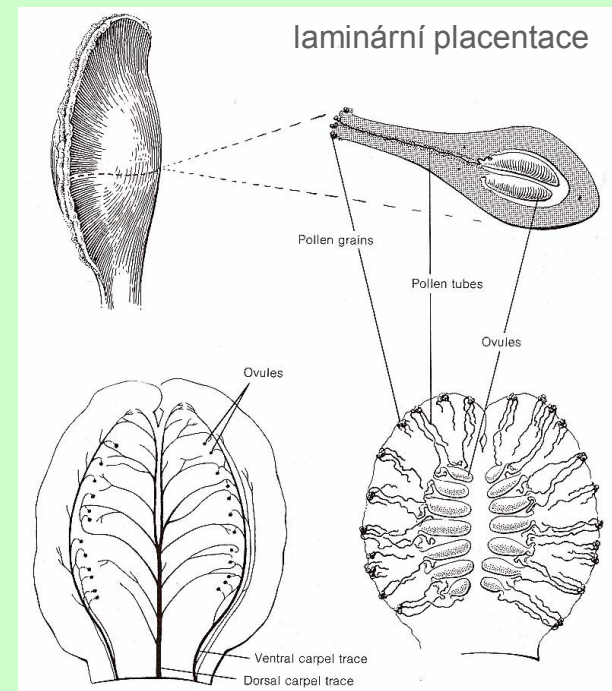 laminární placentace
Pollen grains
Pollen tubes
Ovules
Ovules
Ventral carpel trace
Dorsal carpel trace